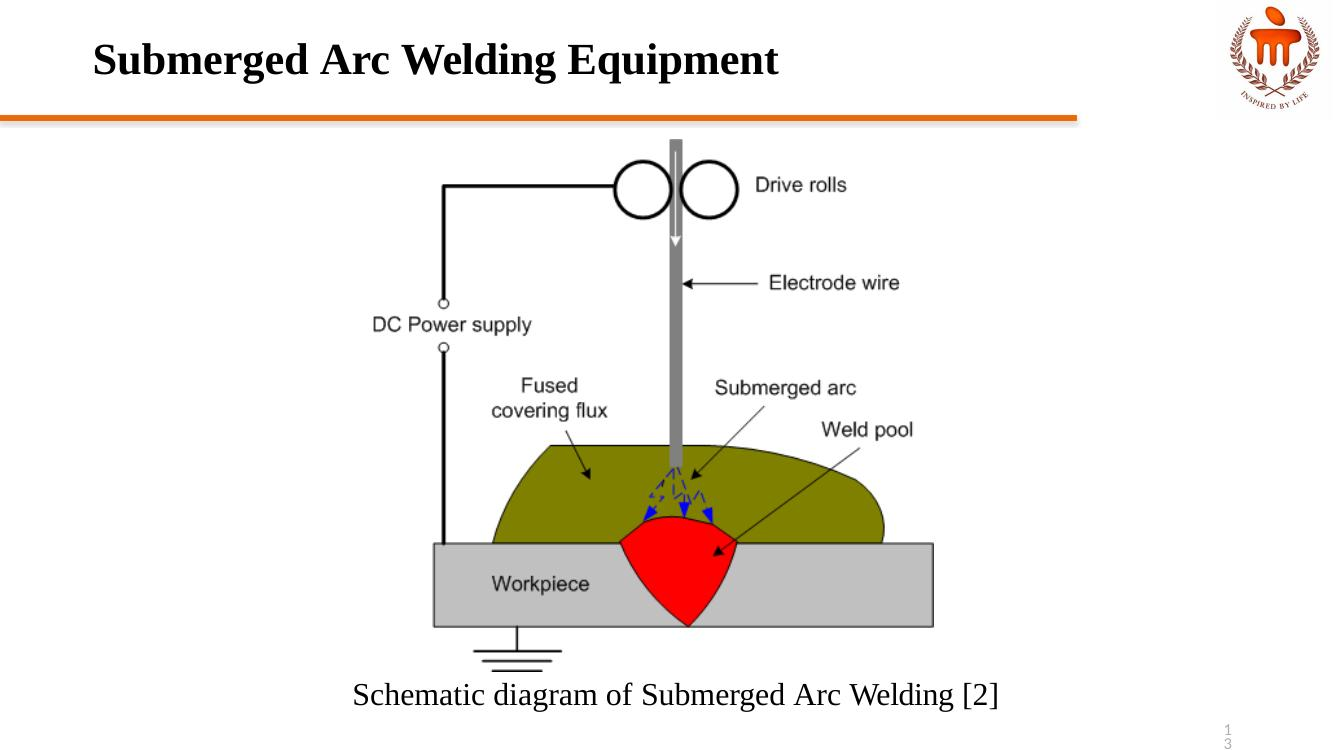 Submerged Arc Welding Equipment
INSPIRED BY LIFE
Drive rolls
Electrode wire
DC Power supply
Fused
covering flux
Submerged arc
Weld pool
Workpiece
Schematic diagram of Submerged Arc Welding [2]
1
3